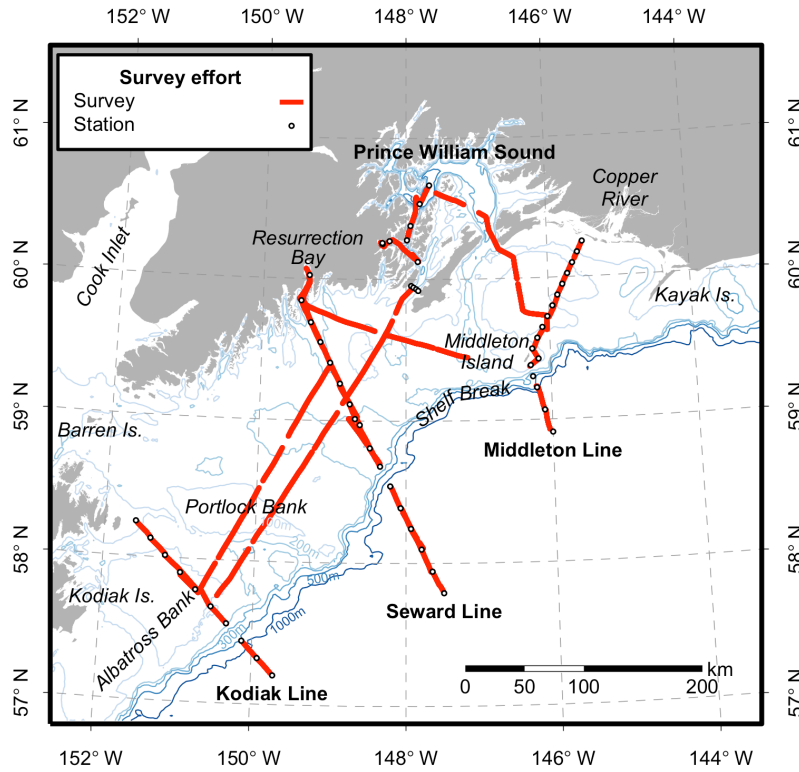 152° W 150° W 148° W 146° W 144° W
Survey effort
Survey
Station
61° N
61° N
Prince William Sound
Copper
River
Resurrection
Bay
Cook Inlet
60° N
60° N
Kayak Is.
Middleton
Island
Shelf Break
59° N
59° N
Barren Is.
Middleton Line
Portlock Bank
58° N
58° N
500m
Kodiak Is.
Albatross Bank
300m
1000m
Seward Line
Kodiak Line
km
0 50 100 200
57° N
57° N
152° W 150° W 148° W 146° W 144° W